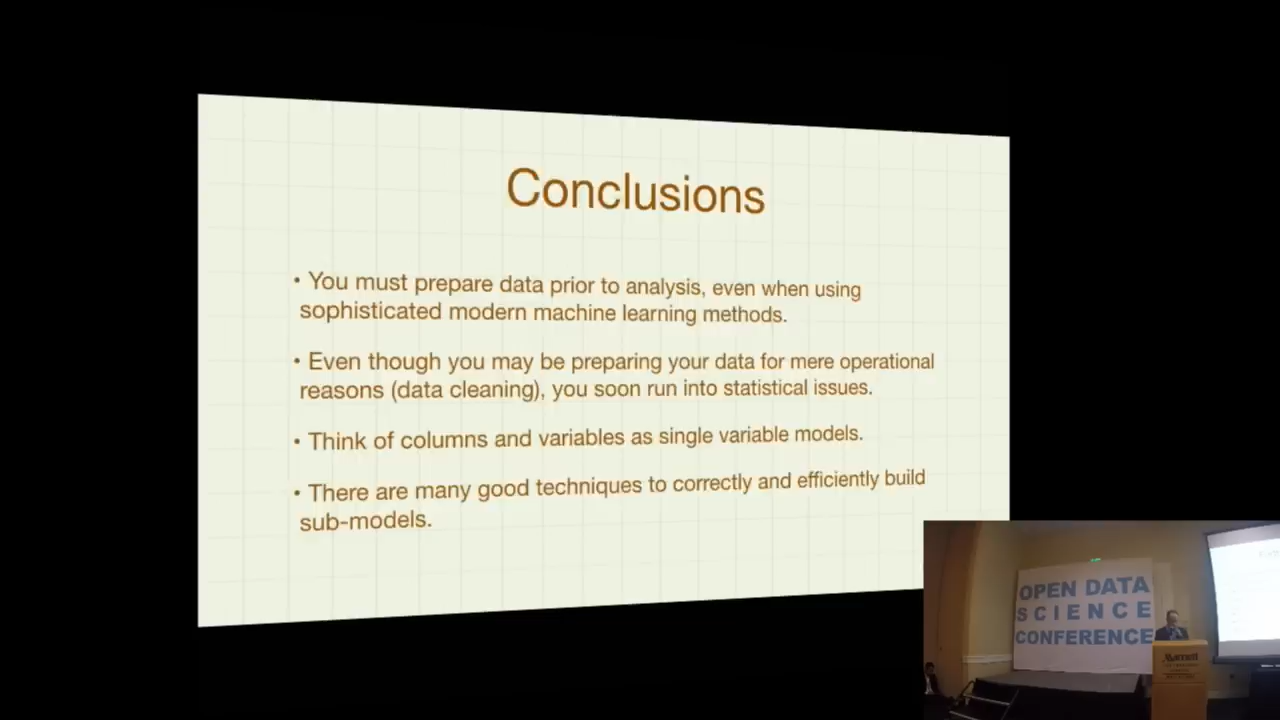 Conclusions
• You must prepare data prior to analysis, even when using
sophisticated modern machine learning methods.
• Even though you may be preparing your data for mere operational
reasons (data cleaning), you soon run into statistical issues.
• Think of columns and variables as single variable models.
• There are many good techniques to correctly and efficiently build
sub-models.
OPEN DATA
SCIENCE
CONFERENCE
Marriott